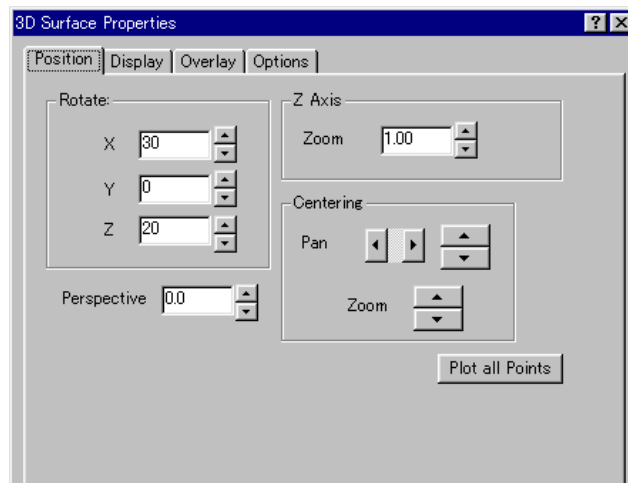 3D Surface Properties
Position Display Overlay Options
Rotate:
X 30
Y 0
Z 20
Perspective 0.0
Z Axis
Zoom 1.00
Centering
Pan
Zoom
Plot all Points